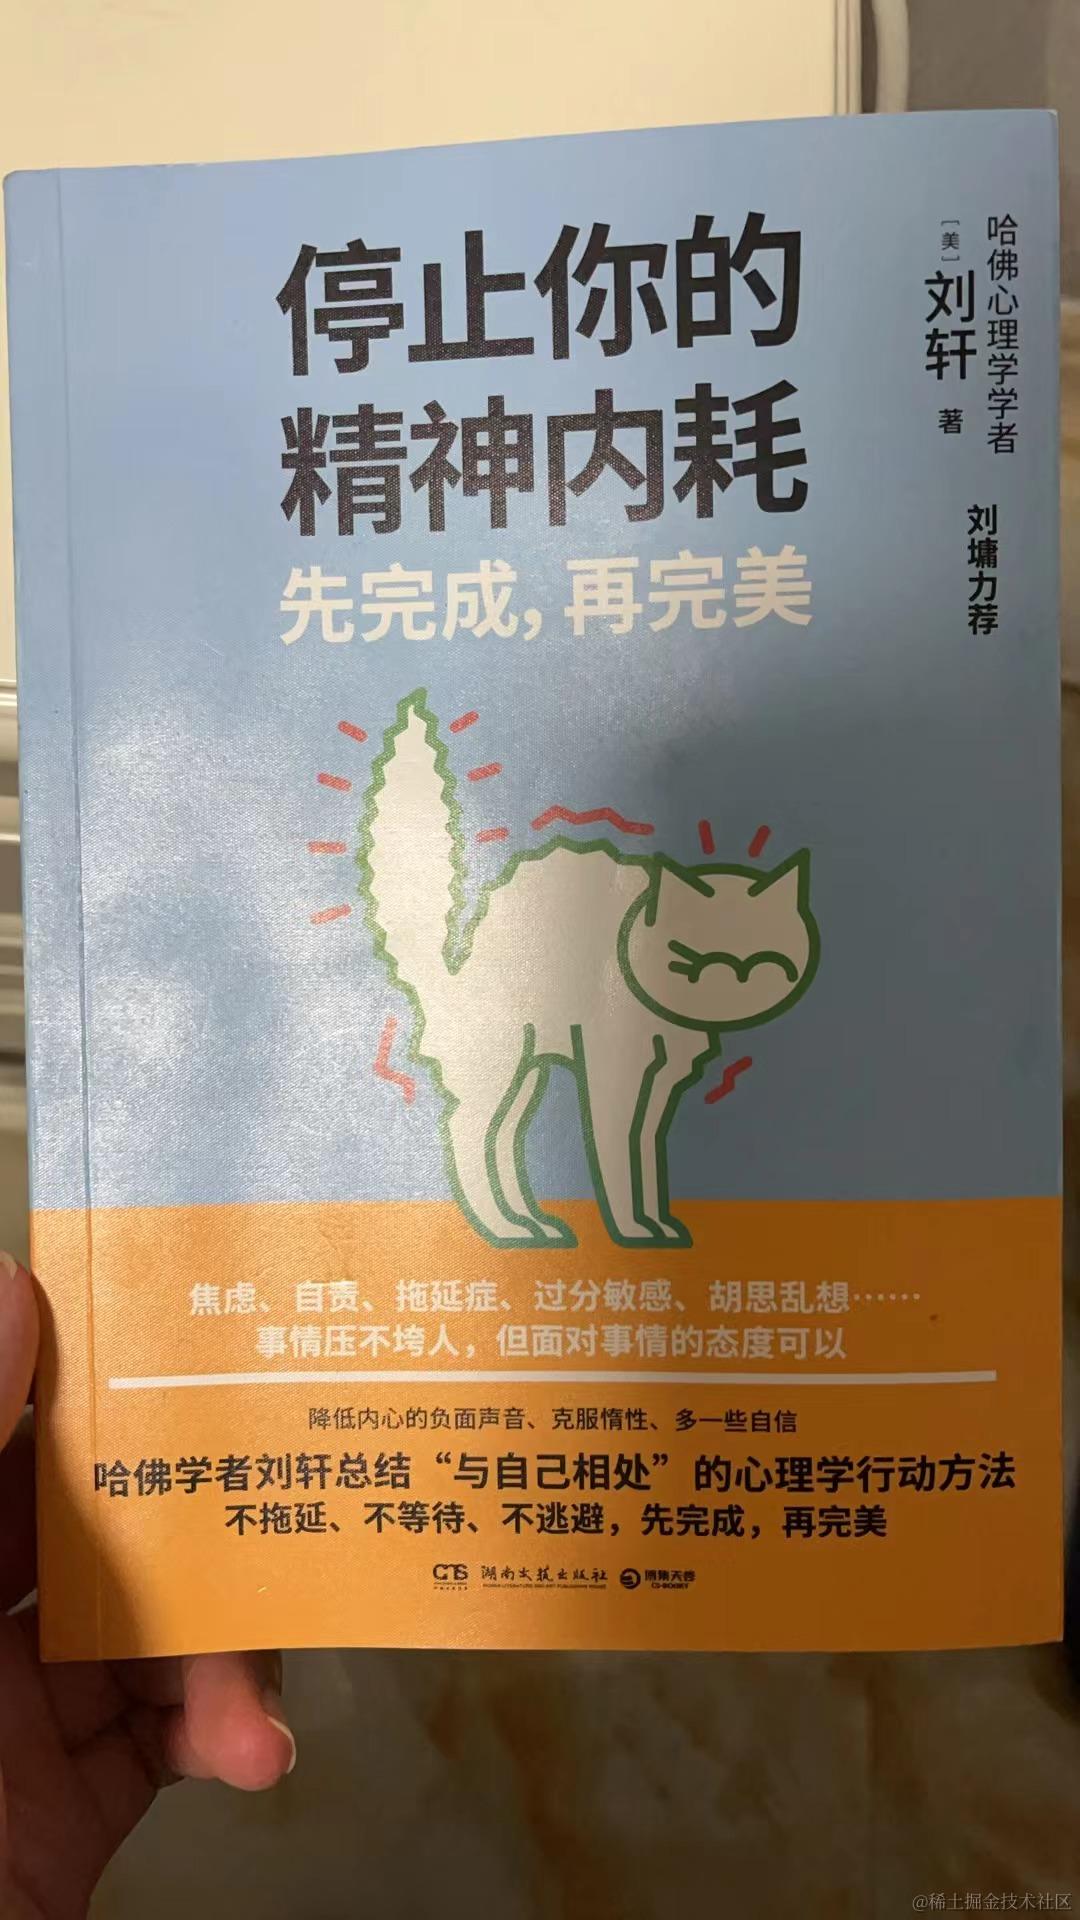 停止你的
精神内耗
先完成，再完美
哈佛心理学学者
［美］刘轩 著
刘墉力荐
焦虑、自责、拖延症、过分敏感、胡思乱想……
事情压不垮人，但面对事情的态度可以
降低内心的负面声音、克服惰性、多一些自信
哈佛学者刘轩总结“与自己相处”的心理学行动方法
不拖延、不等待、不逃避，先完成，再完美
湖南文艺出版社
博集天卷
CS-BOOKY
@稀土掘金技术社区